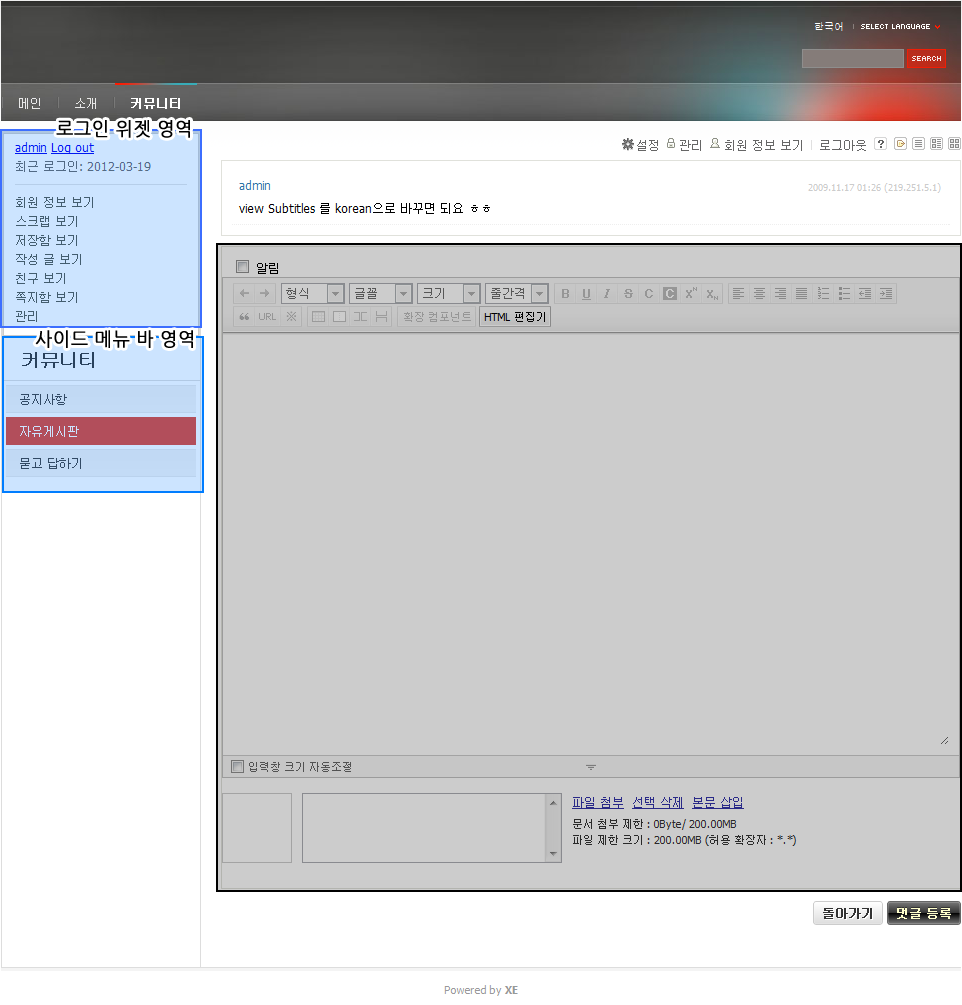 한국어 SELECT LANGUAGE
SEARCH
메인 소개 커뮤니티
로그인 위젯 영역
admin Log out
최근 로그인: 2012-03-19
회원 정보 보기
스크랩 보기
저장함 보기
작성 글 보기
친구 보기
쪽지함 보기
관리
사이드 메뉴 바 영역
커뮤니티
공지사항
자유게시판
묻고 답하기
설정 관리 회원 정보 보기 로그아웃 ?
admin 2009.11.17 01:26 (219.251.5.1)
view Subtitles 를 korean으로 바꾸면 되요 ㅎㅎ
알림
형식 글꼴 크기 줄간격 B U I S C C X" X,,
“ URL ※ 확장 컴포넌트 HTML 편집기
입력창 크기 자동조절
파일 첨부 선택 삭제 본문 삽입
문서 첨부 제한 : 0Byte/ 200.00MB
파일 제한 크기 : 200.00MB (허용 확장자 : *.*)
돌아가기 댓글 등록
Powered by XE